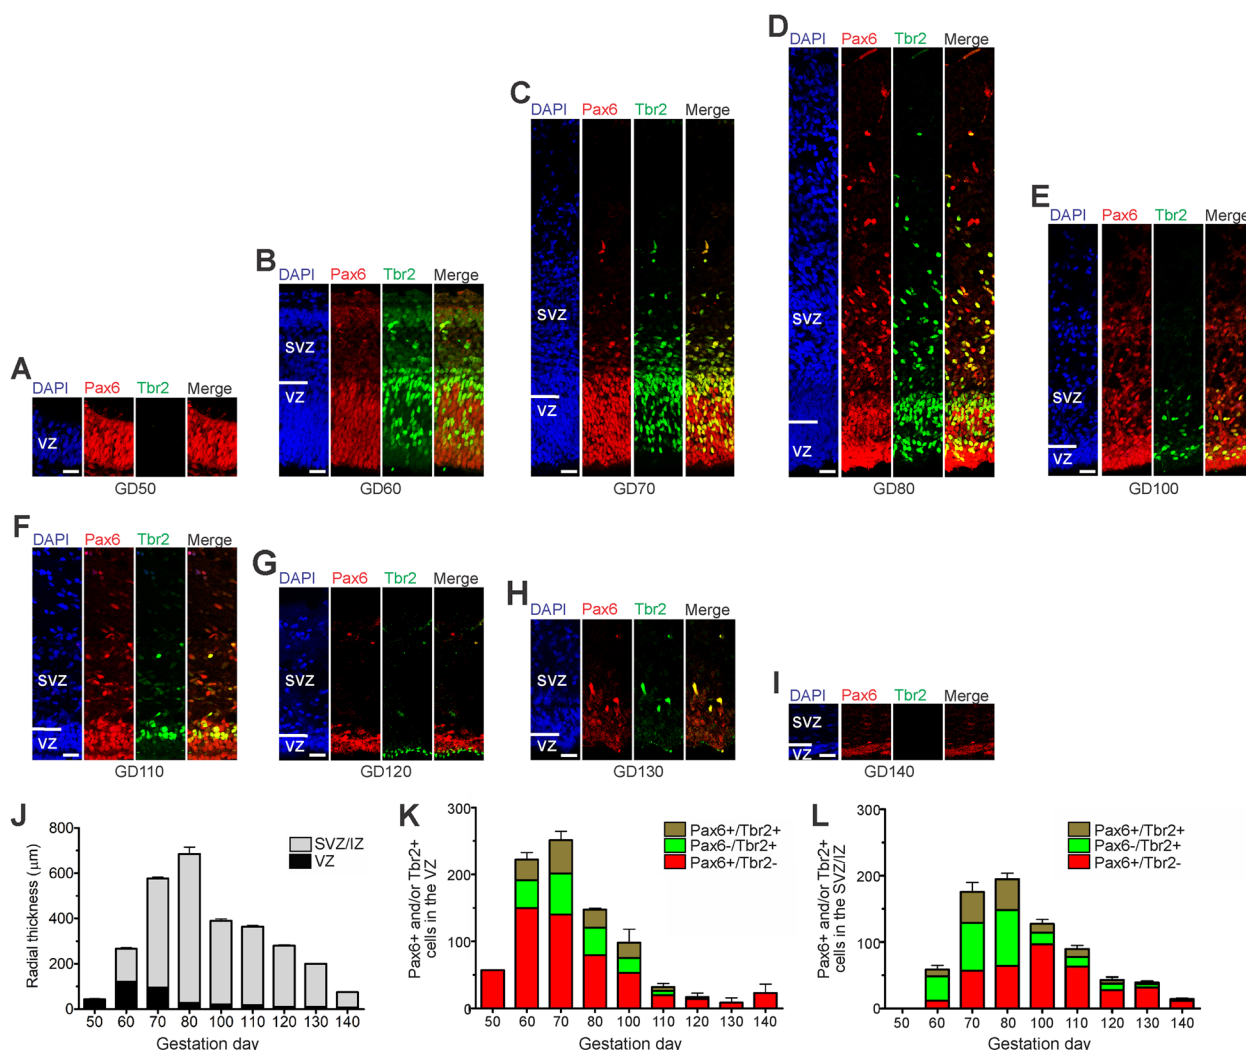 A
DAPI Pax6 Tbr2 Merge
VZ
GD50
B
DAPI Pax6 Tbr2 Merge
SVZ
VZ
GD60
C
DAPI Pax6 Tbr2 Merge
SVZ
VZ
GD70
D
DAPI Pax6 Tbr2 Merge
SVZ
VZ
GD80
E
DAPI Pax6 Tbr2 Merge
SVZ
VZ
GD100
F
DAPI Pax6 Tbr2 Merge
SVZ
VZ
GD110
G
DAPI Pax6 Tbr2 Merge
SVZ
VZ
GD120
H
DAPI Pax6 Tbr2 Merge
SVZ
VZ
GD130
I
DAPI Pax6 Tbr2 Merge
SVZ
VZ
GD140
J
Radial thickness (µm)
800
600
400
200
0
SVZ/IZ
VZ
50 60 70 80 100 110 120 130 140
Gestation day
K
Pax6+ and/or Tbr2+
cells in the VZ
300
200
100
0
Pax6+/Tbr2+
Pax6-/Tbr2+
Pax6+/Tbr2-
50 60 70 80 100 110 120 130 140
Gestation day
L
Pax6+ and/or Tbr2+
cells in the SVZ/IZ
300
200
100
0
Pax6+/Tbr2+
Pax6-/Tbr2+
Pax6+/Tbr2-
50 60 70 80 100 110 120 130 140
Gestation day